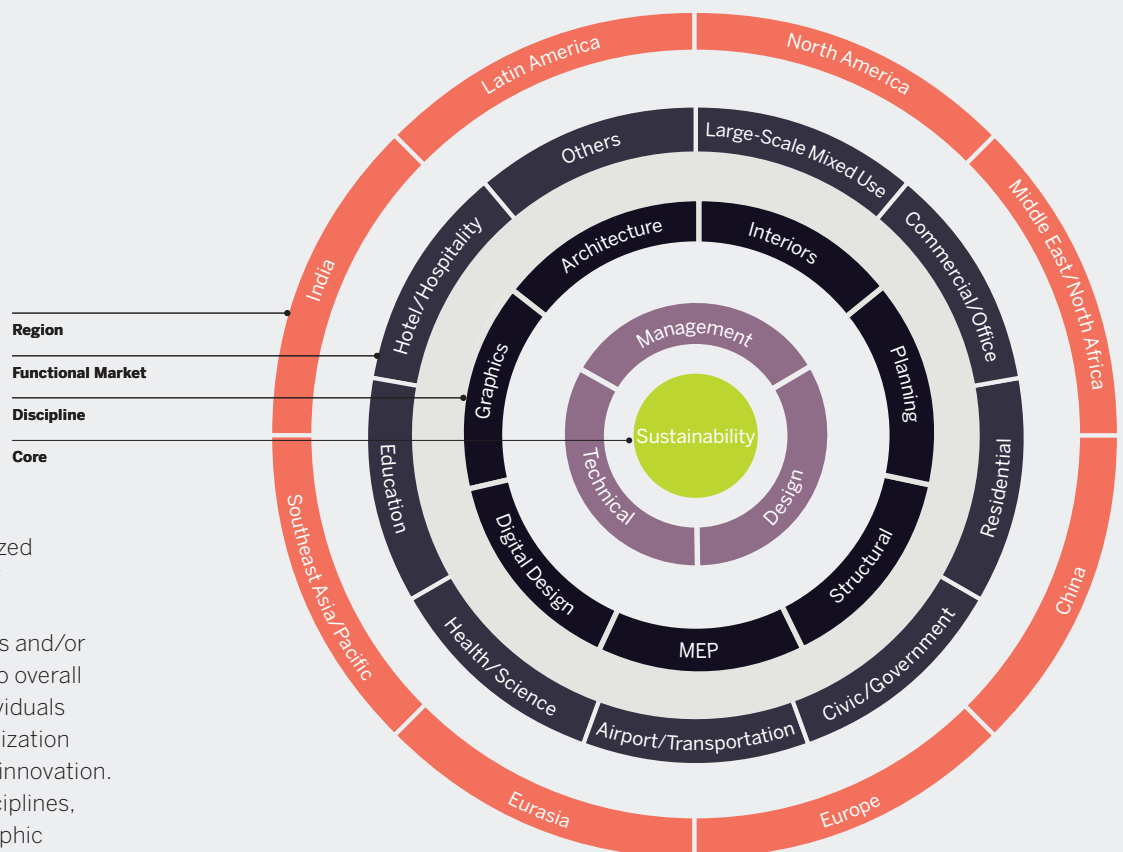 Latin America
North America
Middle East/North Africa
China
Europe
Eurasia
Southeast Asia/Pacific
India
Others
Large-Scale Mixed Use
Commercial/Office
Residential
Civic/Government
Airport/Transportation
Health/Science
Education
Hotel/Hospitality
Architecture
Interiors
Planning
Structural
MEP
Digital Design
Graphics
Management
Design
Technical
Sustainability
Region
Functional Market
Discipline
Core
zed
s and/or
o overall
viduals
ization
innovation.
ciplines,
phic